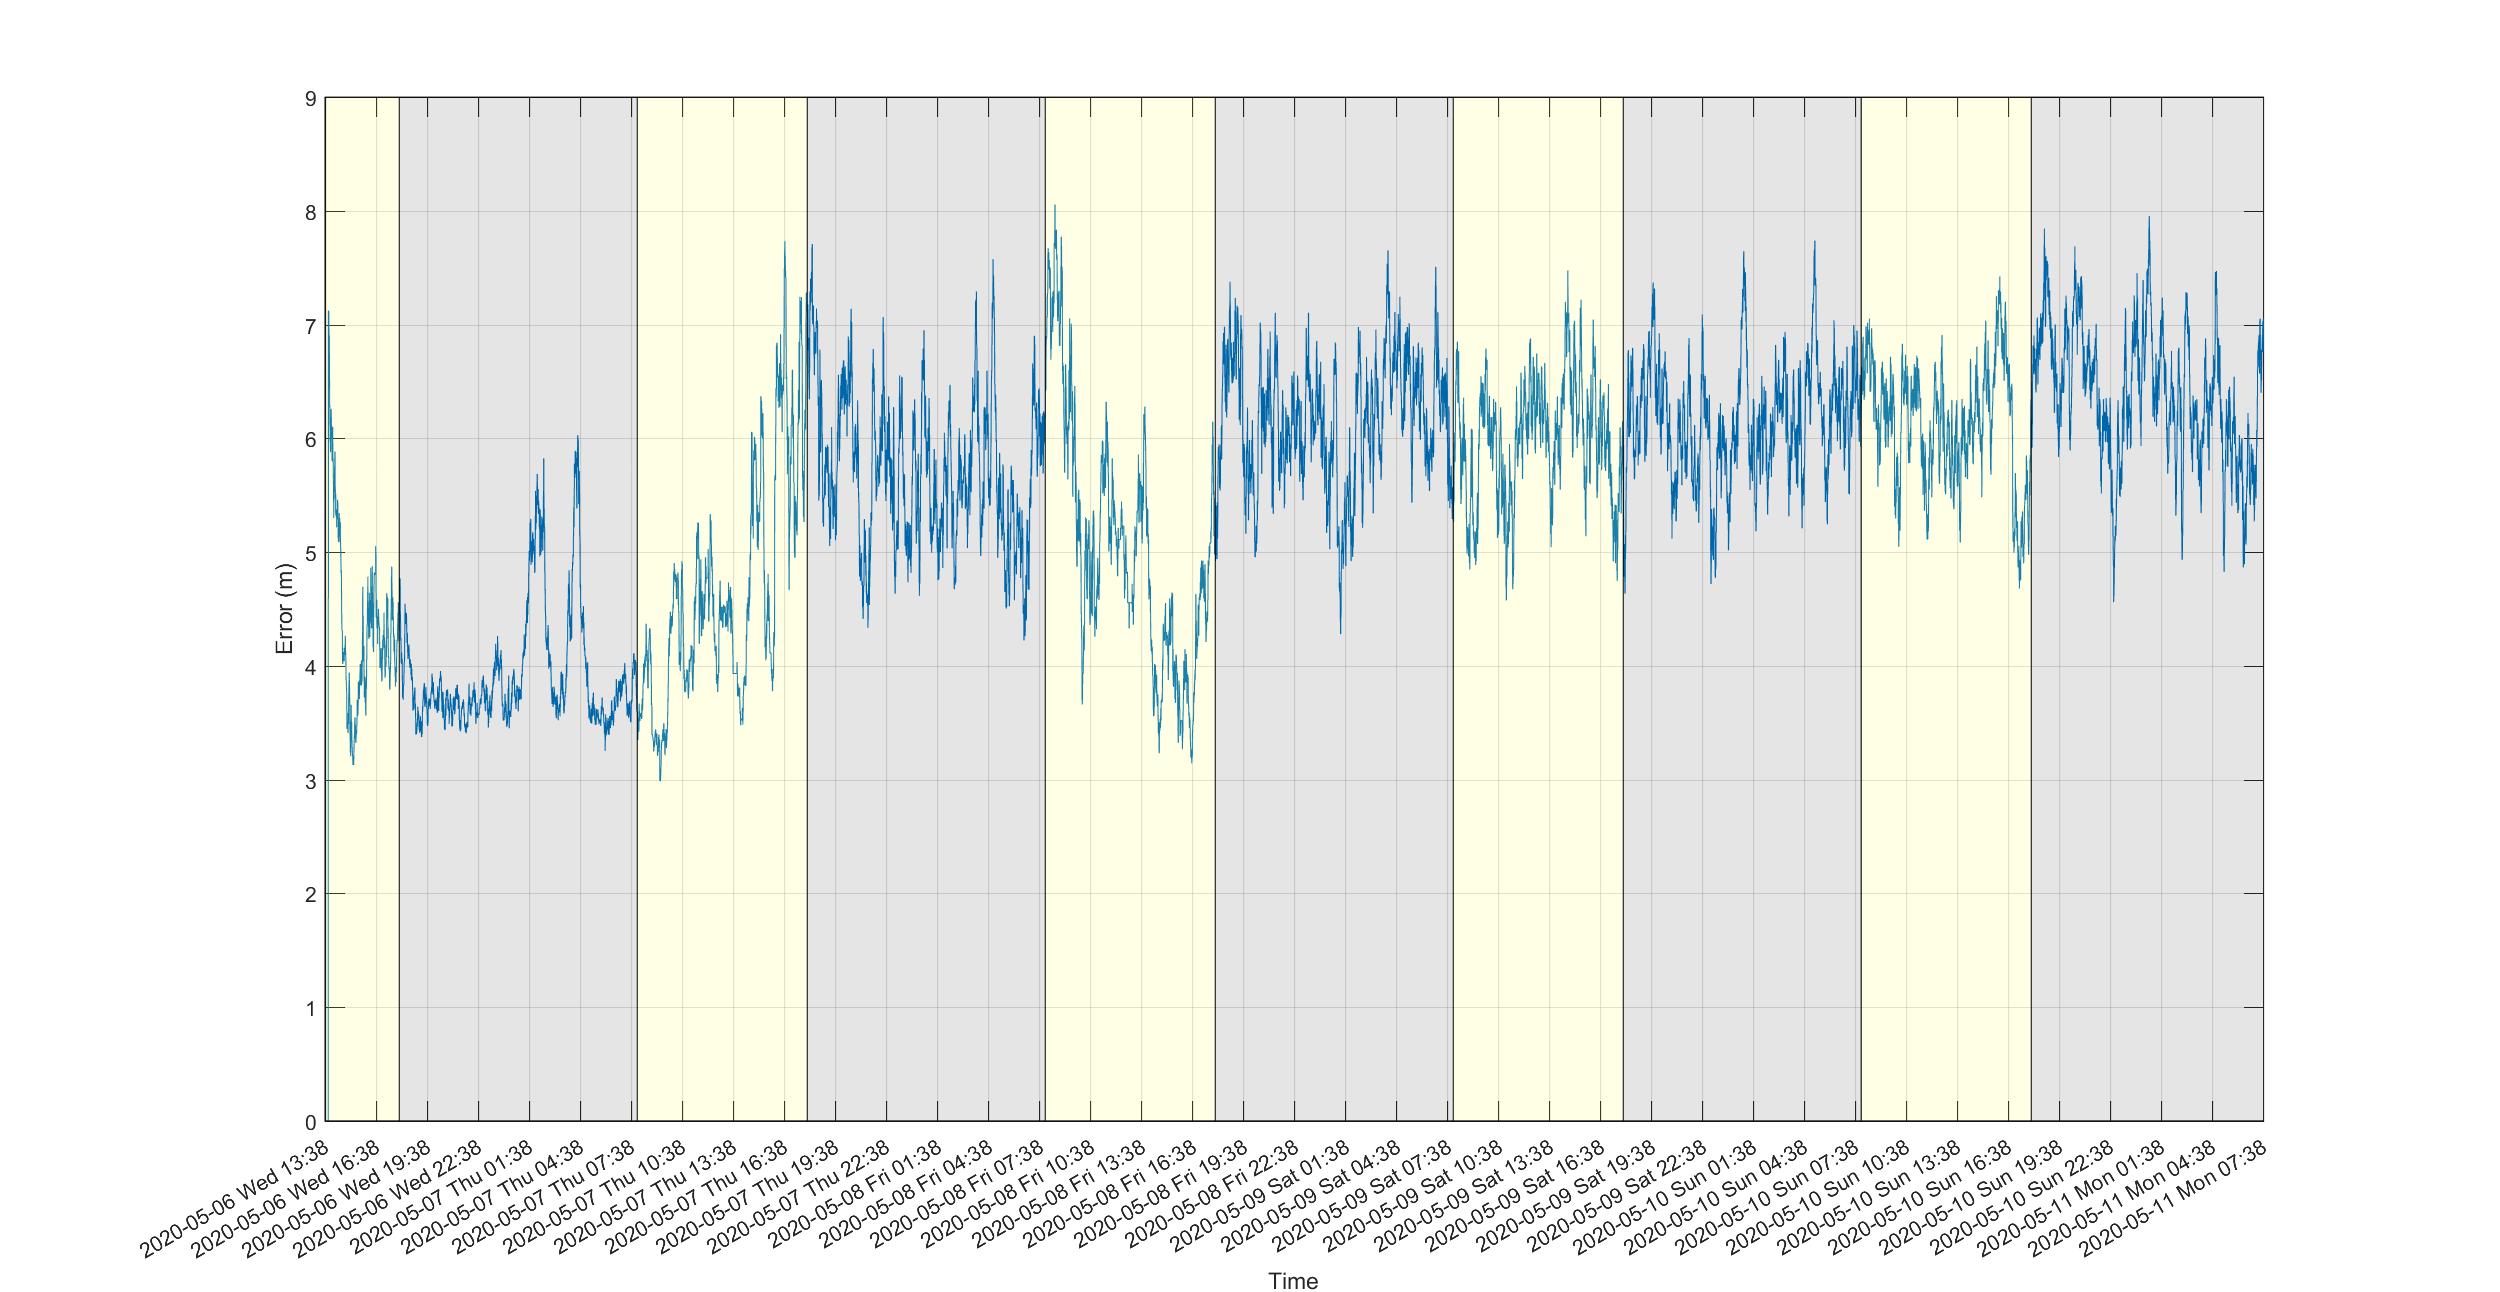 9
8
7
6
5
4
3
2
1
0
Error (m)
2020-05-06 Wed 13:38
2020-05-06 Wed 16:38
2020-05-06 Wed 19:38
2020-05-06 Wed 22:38
2020-05-07 Thu 01:38
2020-05-07 Thu 04:38
2020-05-07 Thu 07:38
2020-05-07 Thu 10:38
2020-05-07 Thu 13:38
2020-05-07 Thu 16:38
2020-05-07 Thu 19:38
2020-05-07 Thu 22:38
2020-05-08 Fri 01:38
2020-05-08 Fri 04:38
2020-05-08 Fri 07:38
2020-05-08 Fri 10:38
2020-05-08 Fri 13:38
2020-05-08 Fri 16:38
2020-05-08 Fri 19:38
2020-05-08 Fri 22:38
2020-05-09 Sat 01:38
2020-05-09 Sat 04:38
2020-05-09 Sat 07:38
2020-05-09 Sat 10:38
2020-05-09 Sat 13:38
2020-05-09 Sat 16:38
2020-05-09 Sat 19:38
2020-05-09 Sat 22:38
2020-05-10 Sun 01:38
2020-05-10 Sun 04:38
2020-05-10 Sun 07:38
2020-05-10 Sun 10:38
2020-05-10 Sun 13:38
2020-05-10 Sun 16:38
2020-05-10 Sun 19:38
2020-05-10 Sun 22:38
2020-05-11 Mon 01:38
2020-05-11 Mon 04:38
2020-05-11 Mon 07:38
Time